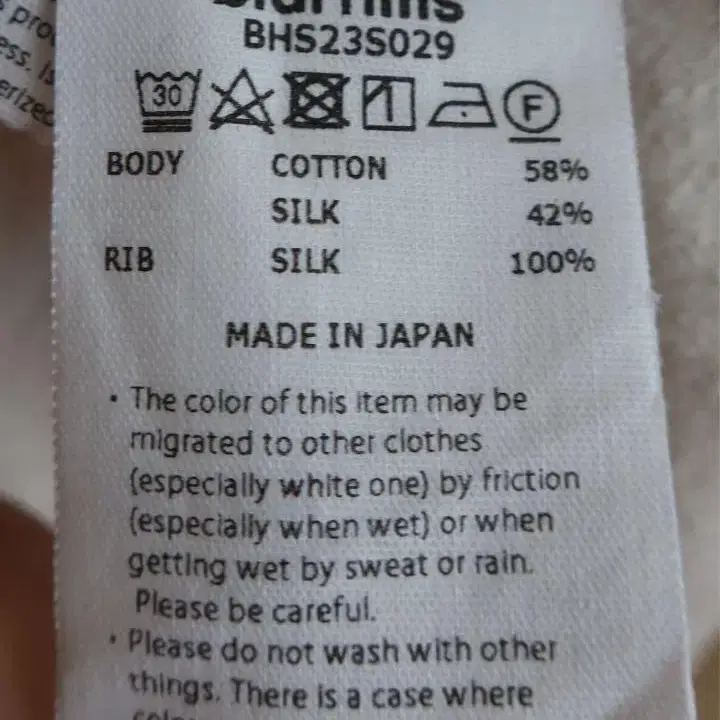 BHS23S029
30
F
BODY COTTON 58%
SILK 42%
RIB SILK 100%
MADE IN JAPAN
• The color of this item may be
migrated to other clothes
(especially white one) by friction
(especially when wet) or when
getting wet by sweat or rain.
Please be careful.
• Please do not wash with other
things. There is a case where